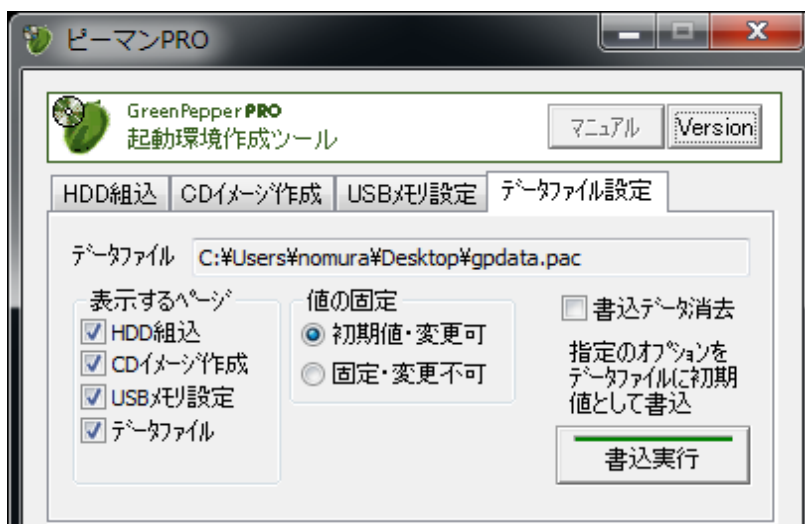 ピーマンPRO
GreenPepper PRO
起動環境作成ツール
ﾏﾆｭｱﾙ
Version
HDD組込
CDｲﾒｰｼﾞ作成
USBﾒﾓﾘ設定
ﾃﾞｰﾀﾌｧｲﾙ設定
ﾃﾞｰﾀﾌｧｲﾙ
C:¥Users¥nomura¥Desktop¥gpdata.pac
表示するﾍﾟｰｼﾞ
HDD組込
CDｲﾒｰｼﾞ作成
USBﾒﾓﾘ設定
ﾃﾞｰﾀﾌｧｲﾙ
値の固定
初期値・変更可
固定・変更不可
書込ﾃﾞｰﾀ消去
指定のｵﾌﾟｼｮﾝを
ﾃﾞｰﾀﾌｧｲﾙに初期
値として書込
書込実行